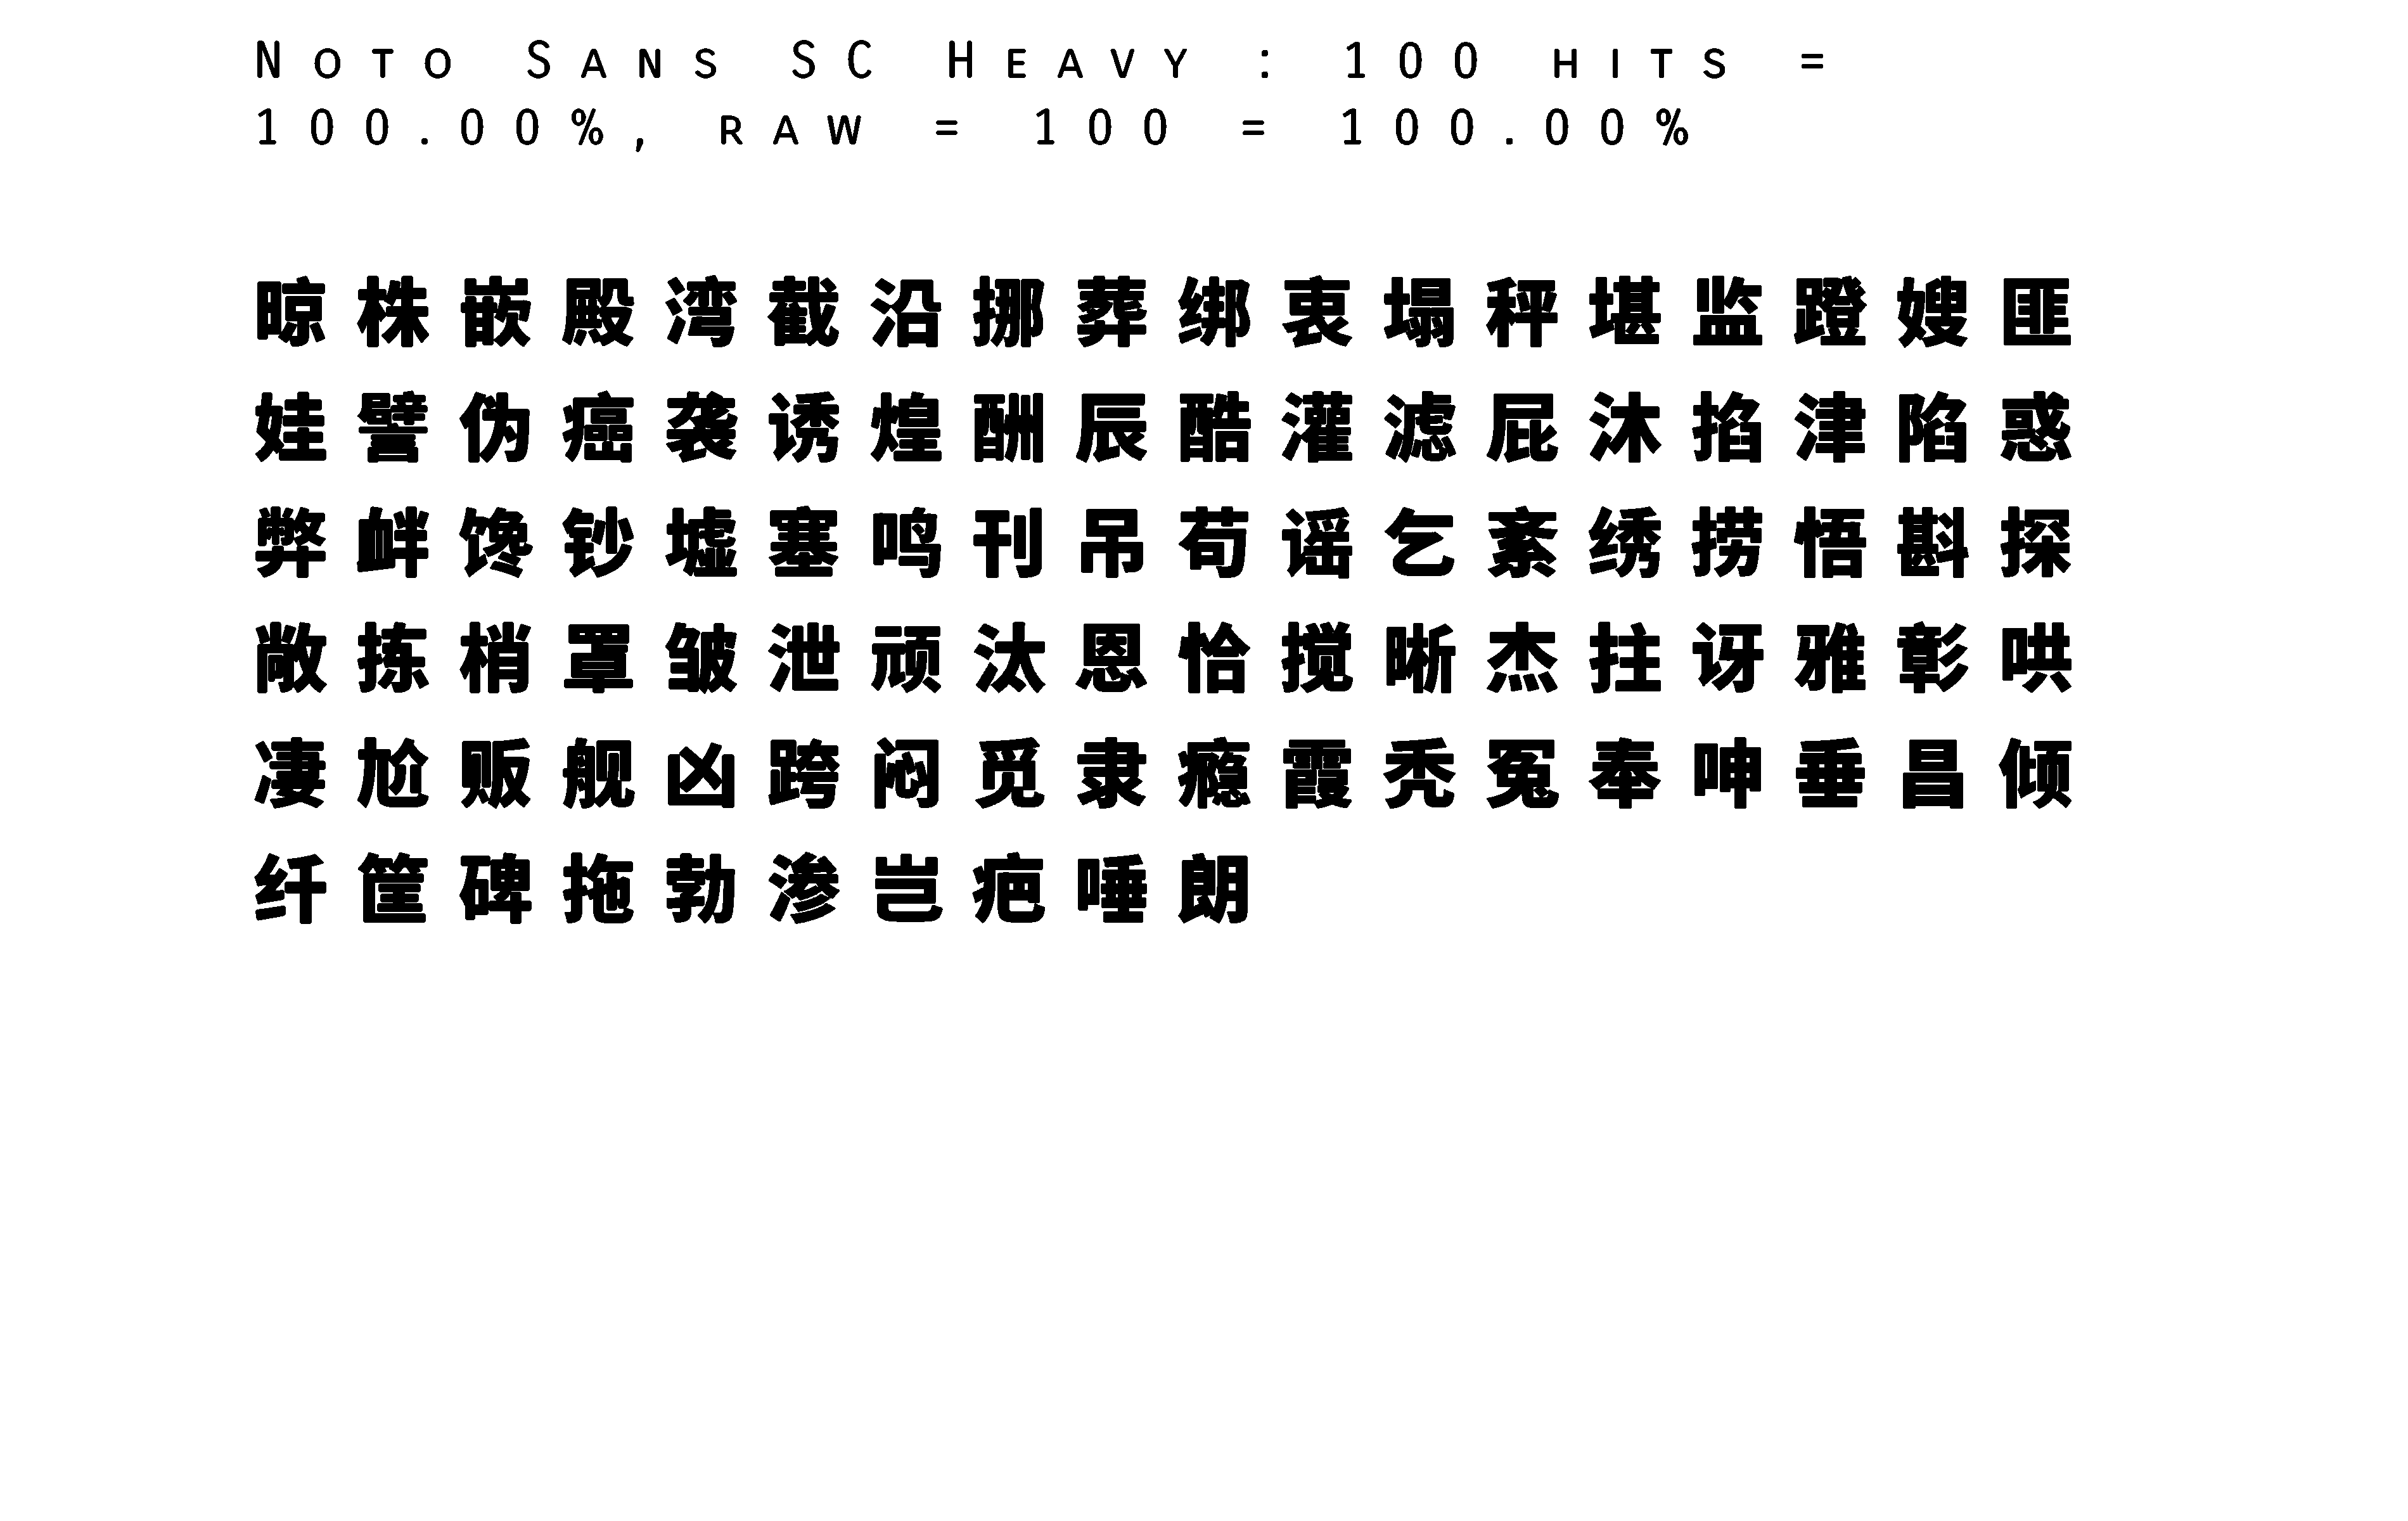 Noto Sans SC Heavy : 100 hits =
100.00%, raw = 100 = 100.00%
晾株嵌殿湾截沿挪葬绑衷塌秤堪监蹬嫂匪
娃譬伪癌袭诱煌酬辰酷灌滤屁沐掐津陷惑
弊衅馋钞墟塞鸣刊吊苟谣乞紊绣捞悟斟探
敞拣梢罩皱泄顽汰恩恰搅晰杰拄讶雅彰哄
凄尬贩舰凶跨闷觅隶瘾霞秃冤奉呻垂昌倾
纤筐碑拖勃渗岂疤唾朗